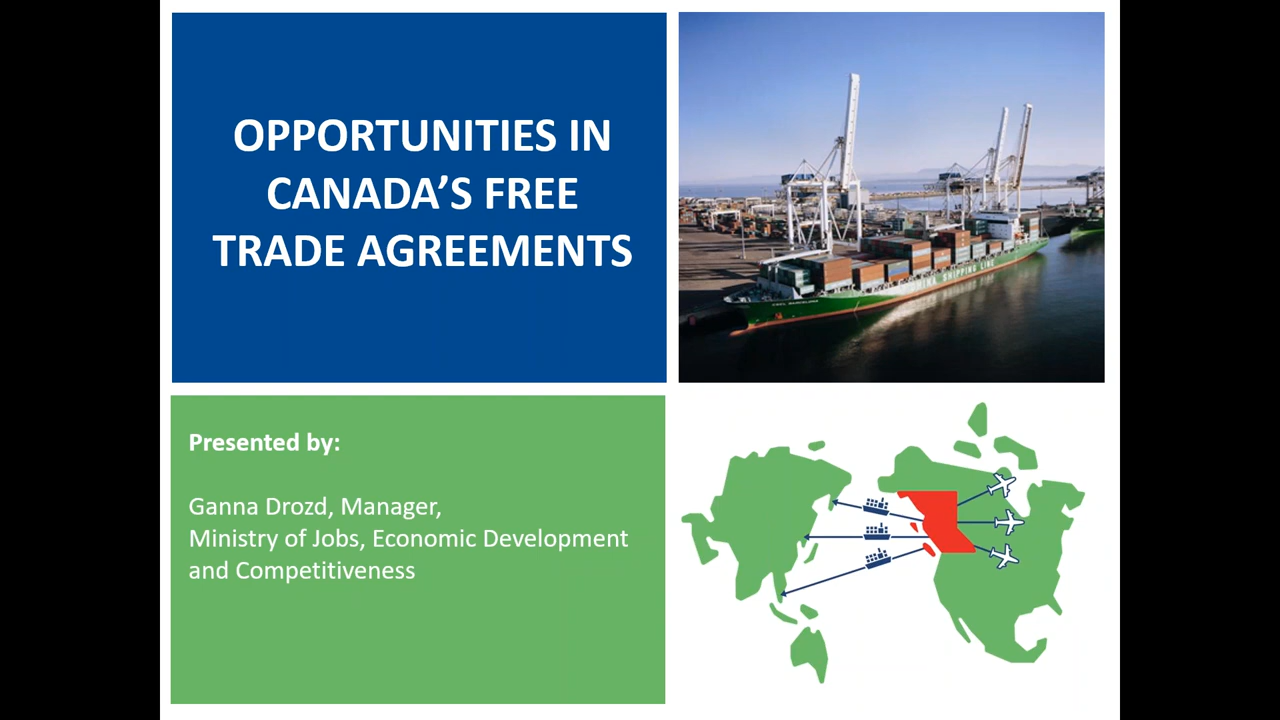 OPPORTUNITIES IN
CANADA’S FREE
TRADE AGREEMENTS
Presented by:
Ganna Drozd, Manager,
Ministry of Jobs, Economic Development
and Competitiveness
SHIPPING LINE